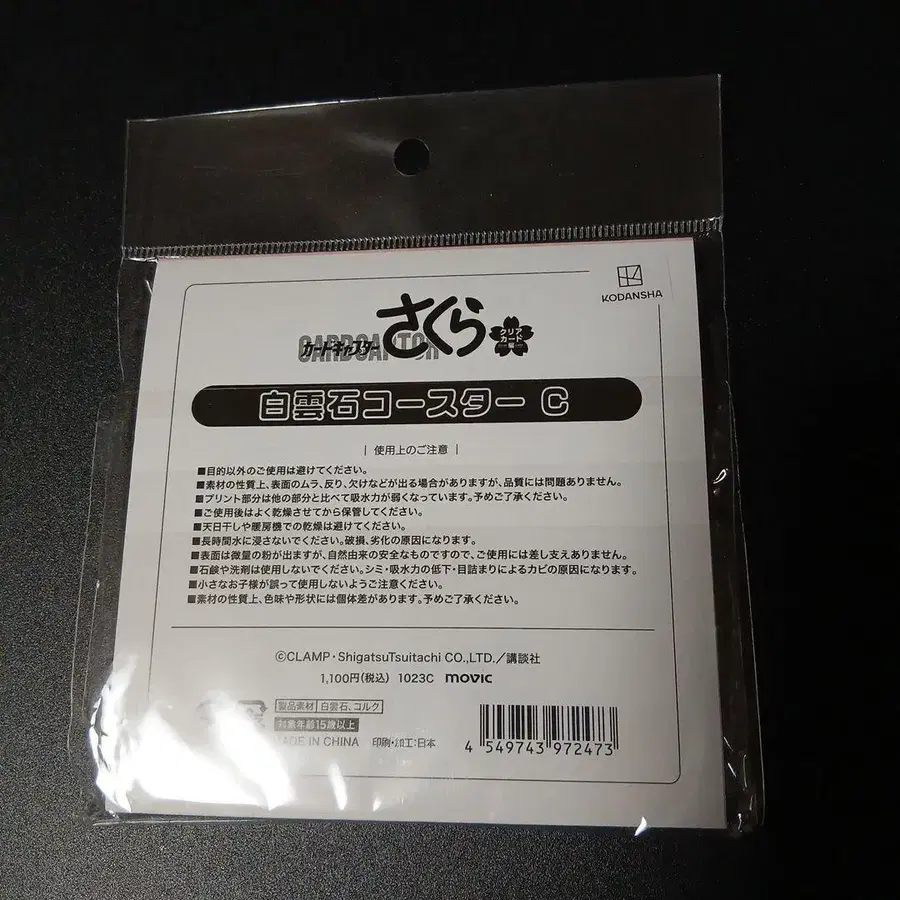 KODANSHA
CARDCAPTOR
カードキャプター
さくら
クリア
カード
編
白雲石コースター C
| 使用上のご注意 |
■目的以外のご使用は避けてください。
■素材の性質上、表面のムラ、反り、欠けなどが出る場合がありますが、品質には問題ありません。
■プリント部分は他の部分と比べて吸水力が弱くなっています。予めご了承ください。
■ご使用後はよく乾燥させてから保管してください。
■天日干しや暖房機での乾燥は避けてください。
■長時間水に浸さないでください。破損、劣化の原因になります。
■表面は微量の粉が出ますが、自然由来の安全なものですので、ご使用には差し支えありません。
■石鹸や洗剤は使用しないでください。シミ・吸水力の低下・目詰まりによるカビの原因になります。
■小さなお子様が誤って使用しないようご注意ください。
■素材の性質上、色味や形状には個体差があります。予めご了承ください。
©CLAMP・ShigatsuTsuitachi CO.,LTD.／講談社
1,100円(税込) 1023C movic
製品素材 白雲石、コルク
対象年齢15歳以上
MADE IN CHINA 印刷・加工:日本
4 549743 972473